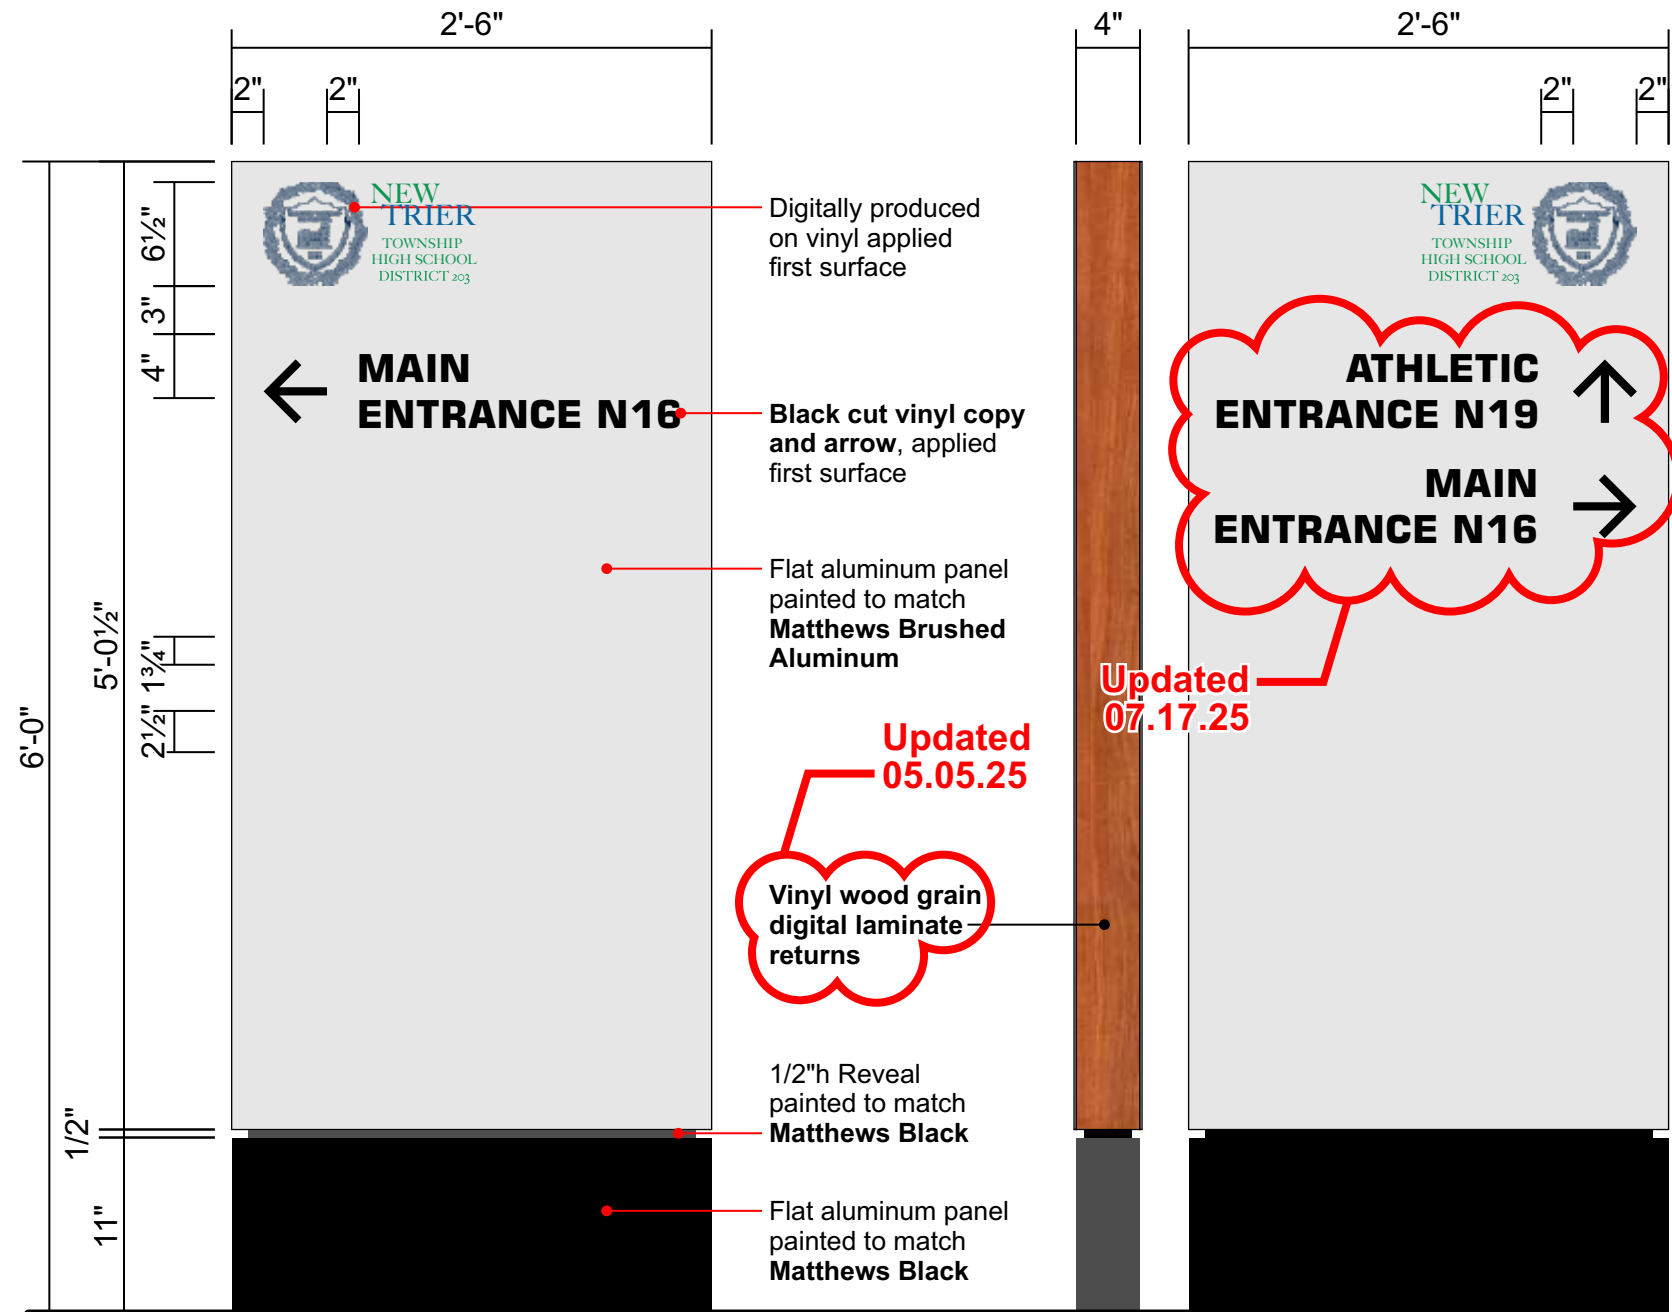 2'-6"
4"
2'-6"
2"
2"
2"
2"
6'-0"
5'-0½"
6½"
3"
4"
1¾"
2½"
1/2"
11"
NEW
TRIER
TOWNSHIP
HIGH SCHOOL
DISTRICT 203
MAIN
ENTRANCE N16
Digitally produced
on vinyl applied
first surface
Black cut vinyl copy
and arrow, applied
first surface
Flat aluminum panel
painted to match
Matthews Brushed
Aluminum
Updated
05.05.25
Vinyl wood grain
digital laminate
returns
1/2"h Reveal
painted to match
Matthews Black
Flat aluminum panel
painted to match
Matthews Black
NEW
TRIER
TOWNSHIP
HIGH SCHOOL
DISTRICT 203
ATHLETIC
ENTRANCE N19
MAIN
ENTRANCE N16
Updated
07.17.25